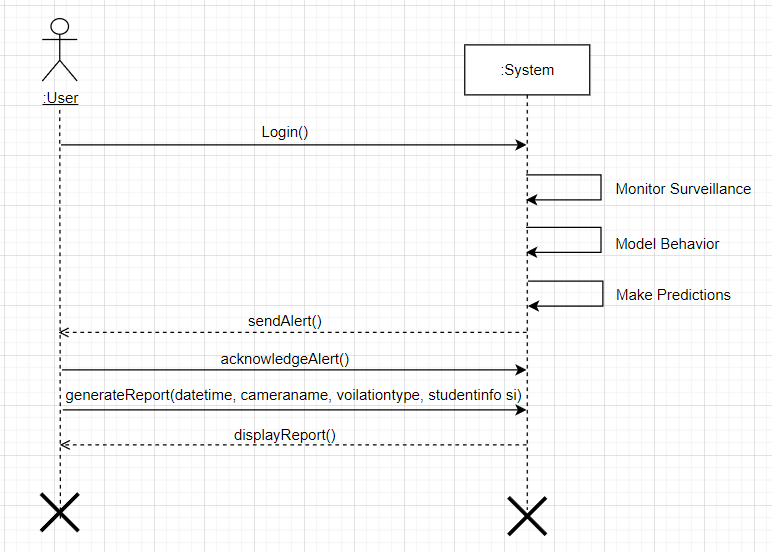 :User
:System
Login()
Monitor Surveillance
Model Behavior
Make Predictions
sendAlert()
acknowledgeAlert()
generateReport(datetime, cameraname, voilationtype, studentinfo si)
displayReport()